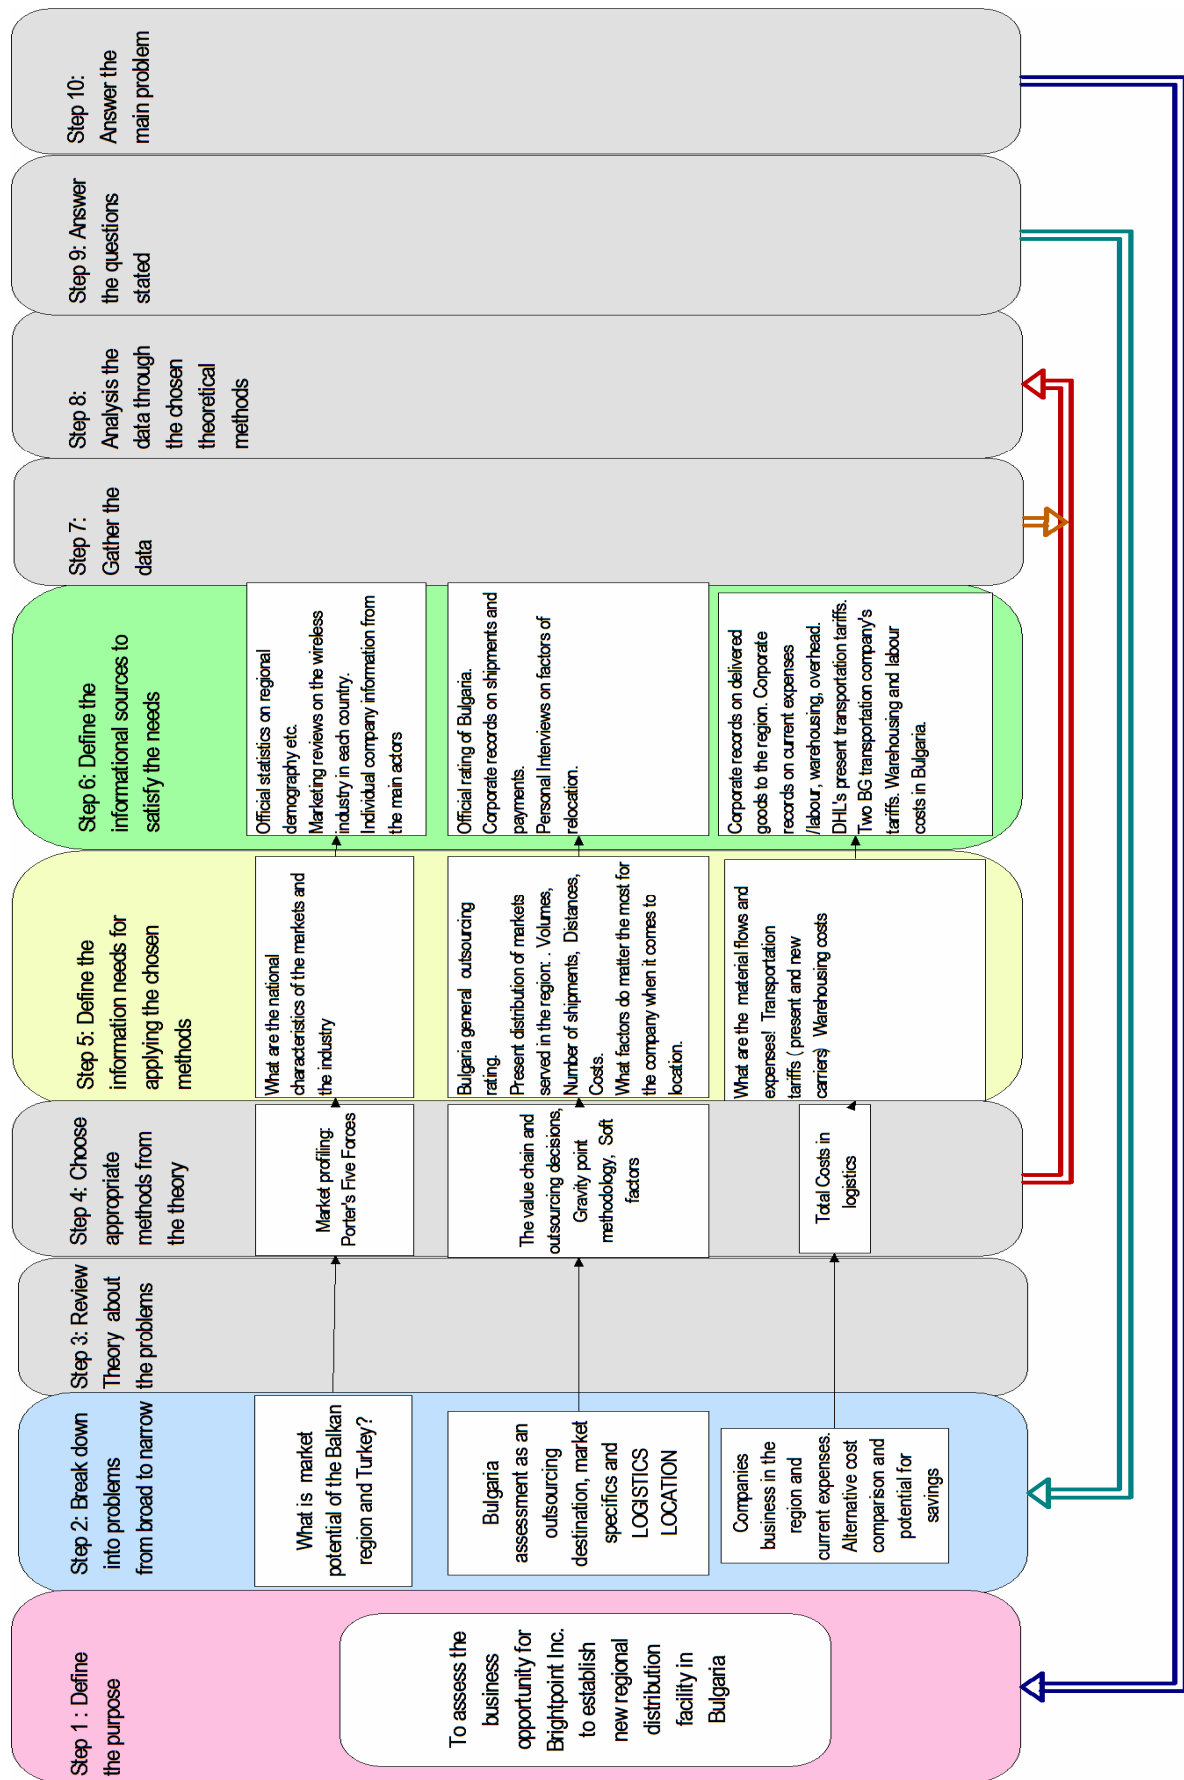 Step 1 : Define
the purpose
To assess the
business
opportunity for
Brightpoint Inc.
to establish
new regional
distribution
facility in
Bulgaria
Step 2: Break down
into problems
from broad to narrow
What is market
potential of the Balkan
region and Turkey?
Bulgaria
assessment as an
outsourcing
destination, market
specifics and
LOGISTICS
LOCATION
Companies
business in the
region and
current expenses.
Alternative cost
comparison and
potential for
savings
Step 3: Review
Theory about
the problems
Step 4: Choose
appropriate
methods from
the theory
Market profiling:
Porter's Five Forces
The value chain and
outsourcing decisions,
Gravity point
methodology, Soft
factors
Total Costs in
logistics
Step 5: Define the
information needs for
applying the chosen
methods
What are the national
characteristics of the markets and
the industry
Bulgaria general outsourcing
rating.
Present distribution of markets
served in the region: . Volumes,
Number of shipments, Distances,
Costs.
What factors do matter the most for
the company when it comes to
location.
What are the material flows and
expenses! Transportation
tariffs ( present and new
carriers) Warehousing costs
Step 6: Define the
informational sources to
satisfy the needs
Official statistics on regional
demography etc.
Marketing reviews on the wireless
industry in each country.
Individual company information from
the main actors
Official rating of Bulgaria.
Corporate records on shipments and
payments.
Personal Interviews on factors of
relocation.
Corporate records on delivered
goods to the region. Corporate
records on current expenses
/labour, warehousing, overhead.
DHL's present transportation tariffs.
Two BG transportation company's
tariffs. Warehousing and labour
costs in Bulgaria.
Step 7:
Gather the
data
Step 8:
Analysis the
data through
the chosen
theoretical
methods
Step 9: Answer
the questions
stated
Step 10:
Answer the
main problem